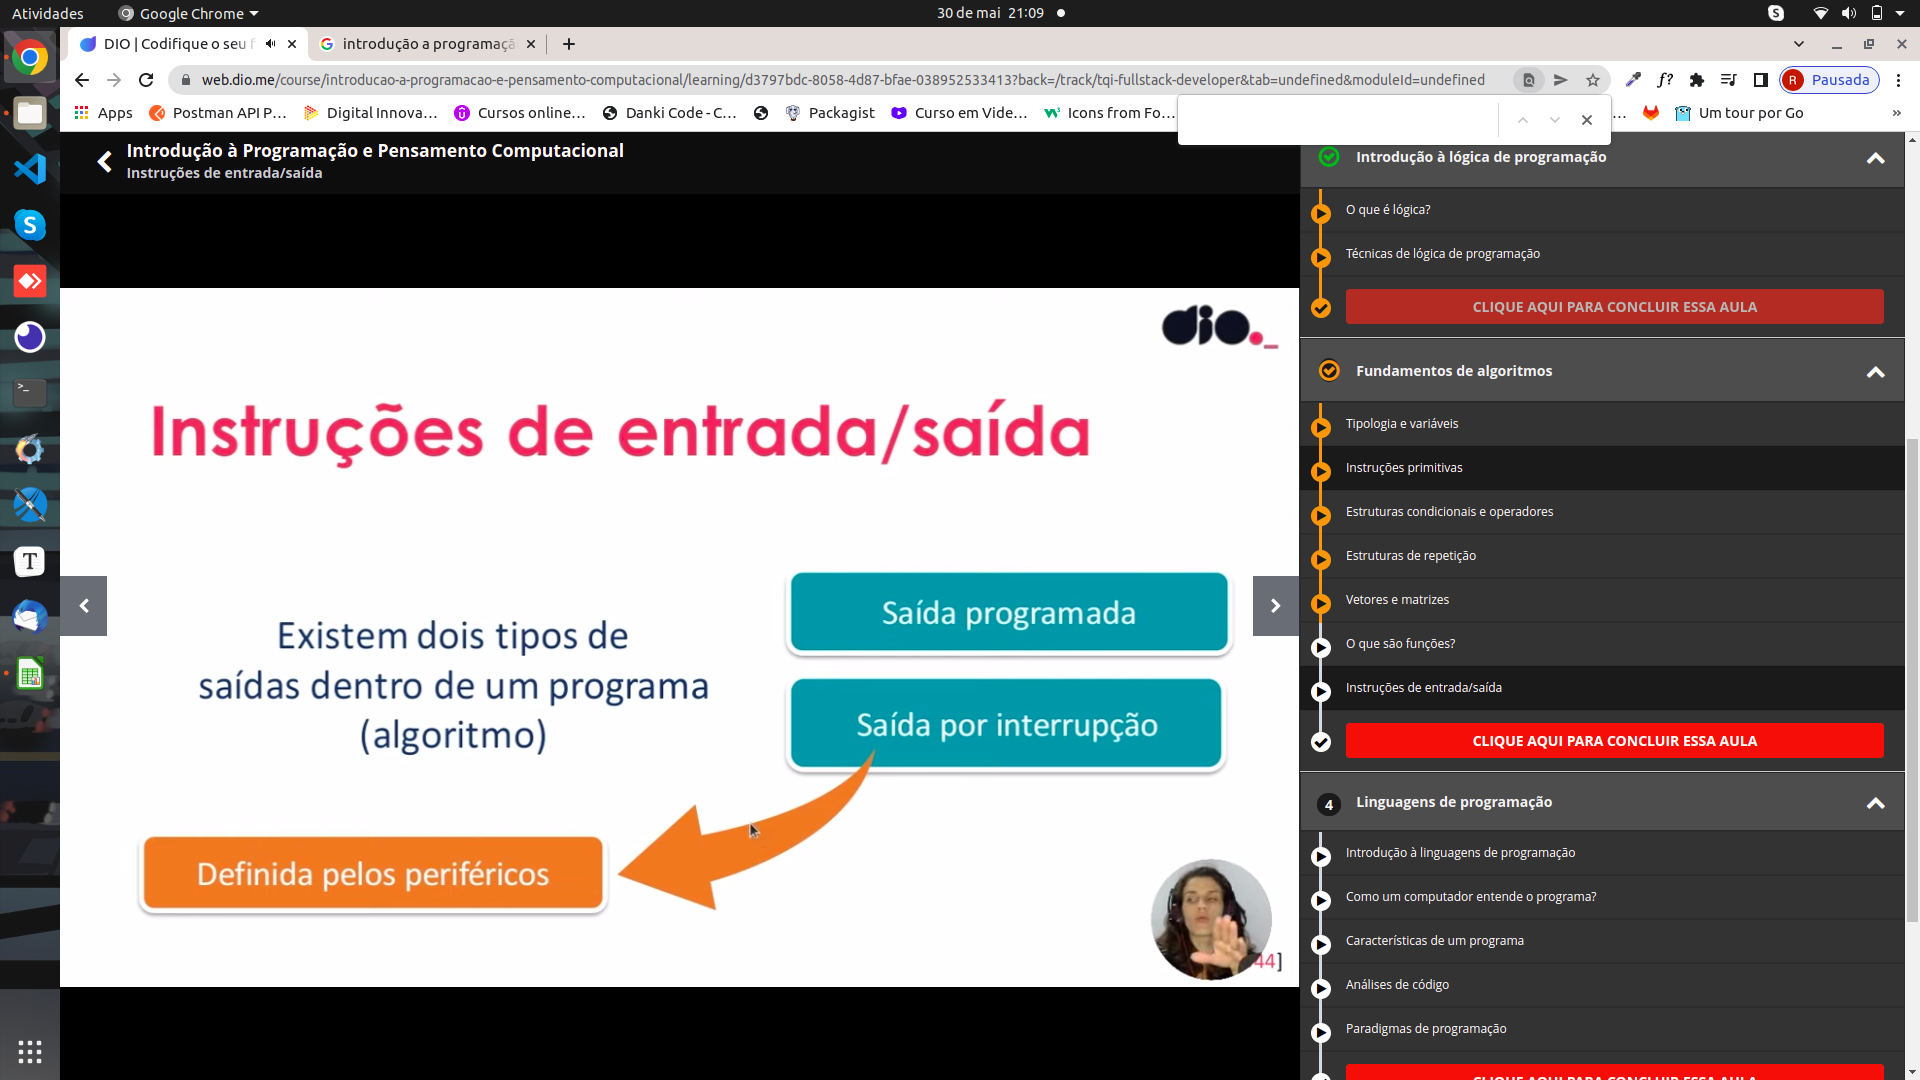 Atividades
Google Chrome
30 de mai 21:09
DIO | Codifique o seu f
introdução a programaçã
web.dio.me/course/introducao-a-programacao-e-pensamento-computacional/learning/d3797bdc-8058-4d87-bfae-038952533413?back=/track/tqi-fullstack-developer&tab=undefined&moduleId=undefined
f?
R Pausada
Apps
Postman API P…
Digital Innova…
Cursos online…
Danki Code - C…
Packagist
Curso em Vide…
Icons from Fo…
…
Um tour por Go
»
Introdução à Programação e Pensamento Computacional
Instruções de entrada/saída
dio._
Instruções de entrada/saída
Existem dois tipos de
saídas dentro de um programa
(algoritmo)
Saída programada
Saída por interrupção
Definida pelos periféricos
44]
Introdução à lógica de programação
O que é lógica?
Técnicas de lógica de programação
CLIQUE AQUI PARA CONCLUIR ESSA AULA
Fundamentos de algoritmos
Tipologia e variáveis
Instruções primitivas
Estruturas condicionais e operadores
Estruturas de repetição
Vetores e matrizes
O que são funções?
Instruções de entrada/saída
CLIQUE AQUI PARA CONCLUIR ESSA AULA
4 Linguagens de programação
Introdução à linguagens de programação
Como um computador entende o programa?
Características de um programa
Análises de código
Paradigmas de programação
CLIQUE AQUI PARA CONCLUIR ESSA AULA